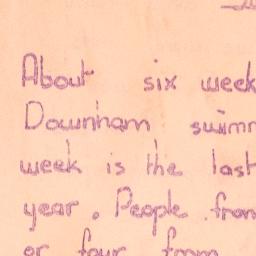 About six week
Downham swimm
week is the last
year. People from
or four from